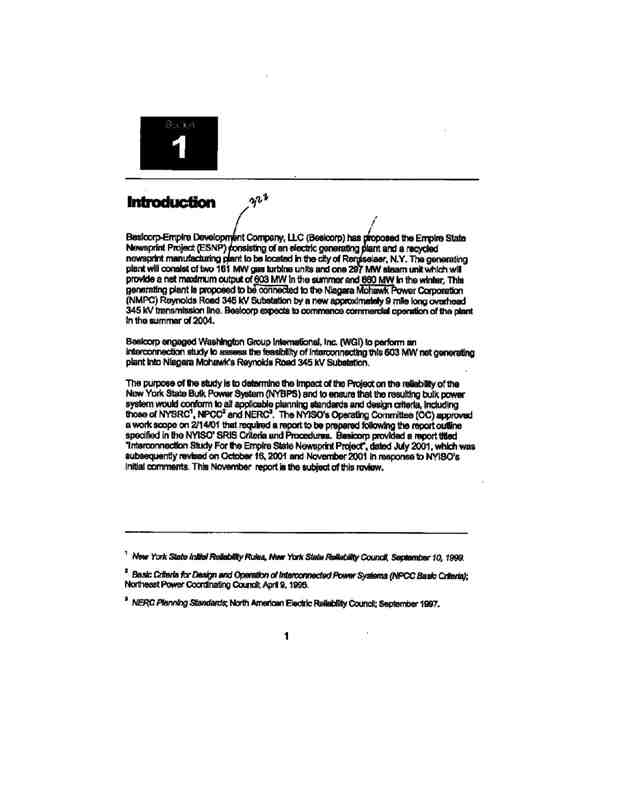 1
Introduction
Besicorp-Empire Development Company, LLC (Besicorp) has proposed the Empire State
Newsprint Project (ESNP) consisting of an electric generating plant and a recycled
newsprint manufacturing plant to be located in the city of Rensselaer, N.Y. The generating
plant will consist of two 161 MW gas turbine units and one 297 MW steam unit which will
provide a net maximum output of 603 MW in the summer and 660 MW in the winter, This
generating plant is proposed to be connected to the Niagara Mohawk Power Corporation
(NMPC) Reynolds Road 345 kV Substation by a new approximately 9 mile long overhead
345 kV transmission line. Besicorp expects to commence commercial operation of the plant
in the summer of 2004.
Besicorp engaged Washington Group International, Inc. (WGI) to perform an
interconnection study to assess the feasibility of interconnecting this 603 MW net generating
plant into Niagara Mohawk's Reynolds Road 345 kV Substation.
The purpose of the study is to determine the impact of the Project on the reliability of the
New York State Bulk Power System (NYBPS) and to ensure that the resulting bulk power
system would conform to all applicable planning standards and design criteria, including
those of NYSRC1, NPCC2 and NERC3. The NYISO's Operating Committee (OC) approved
a work scope on 2/14/01 that required a report to be prepared following the report outline
specified in the NYISO' SRIS Criteria and Procedures. Besicorp provided a report titled
"Interconnection Study For the Empire State Newsprint Project", dated July 2001, which was
subsequently revised on October 16, 2001 and November 2001 in response to NYISO's
initial comments. This November report is the subject of this review.
1 New York State Initial Reliability Rules, New York State Reliability Council, September 10, 1999.
2 Basic Criteria for Design and Operation of Interconnected Power Systems (NPCC Basic Criteria);
Northeast Power Coordinating Council; April 9, 1995.
3 NERC Planning Standards; North American Electric Reliability Council; September 1997.
1